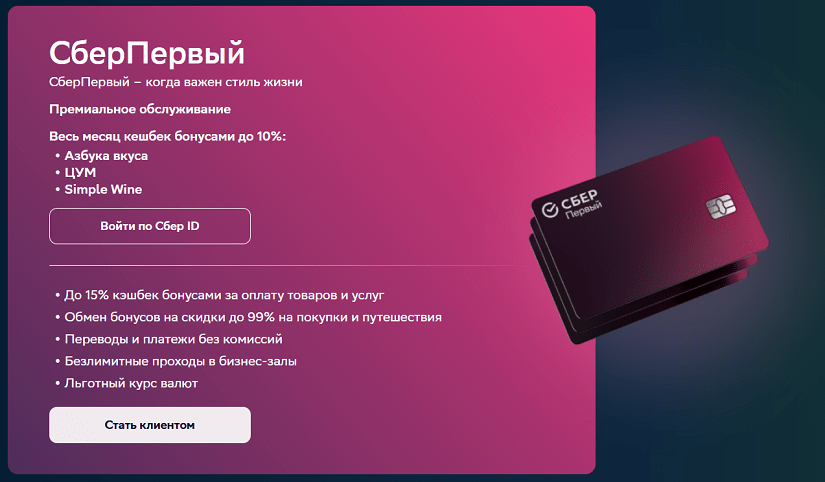 СберПервый
СберПервый – когда важен стиль жизни
Премиальное обслуживание
Весь месяц кешбек бонусами до 10%:
• Азбука вкуса
• ЦУМ
• Simple Wine
Войти по Сбер ID
• До 15% кэшбек бонусами за оплату товаров и услуг
• Обмен бонусов на скидки до 99% на покупки и путешествия
• Переводы и платежи без комиссий
• Безлимитные проходы в бизнес-залы
• Льготный курс валют
Стать клиентом
СБЕР
Первый